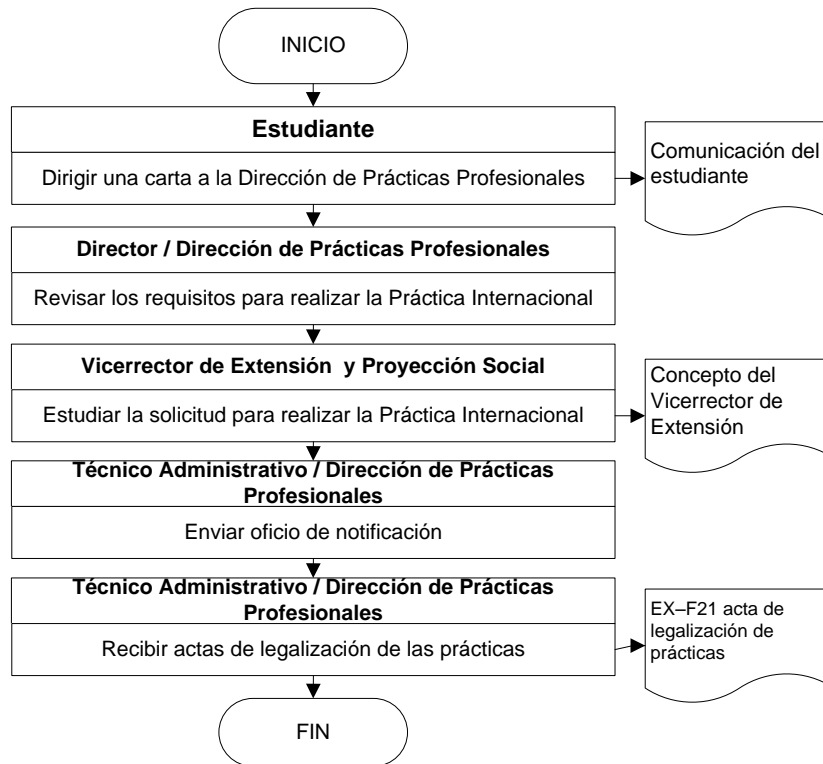 INICIO
Estudiante
Dirigir una carta a la Dirección de Prácticas Profesionales
Comunicación del
estudiante
Director / Dirección de Prácticas Profesionales
Revisar los requisitos para realizar la Práctica Internacional
Vicerrector de Extensión y Proyección Social
Estudiar la solicitud para realizar la Práctica Internacional
Concepto del
Vicerrector de
Extensión
Técnico Administrativo / Dirección de Prácticas
Profesionales
Enviar oficio de notificación
Técnico Administrativo / Dirección de Prácticas
Profesionales
Recibir actas de legalización de las prácticas
EX–F21 acta de
legalización de
prácticas
FIN